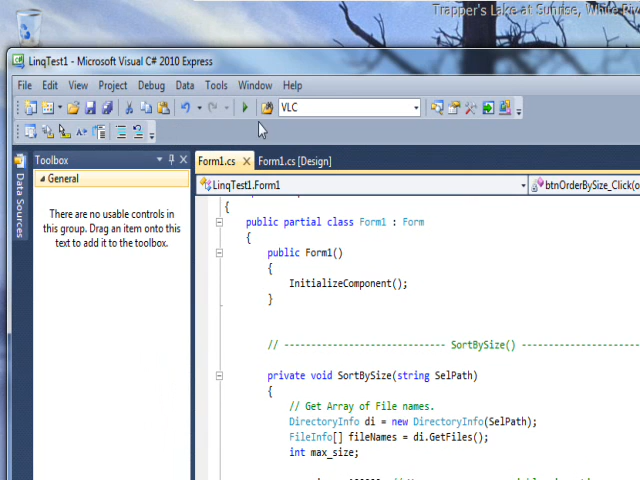 Trapper's Lake at Sunrise, White
LinqTest1 - Microsoft Visual C# 2010 Express
File Edit View Project Debug Data Tools Window Help
VLC
Data Sources
Toolbox
General
There are no usable controls in
this group. Drag an item onto this
text to add it to the toolbox.
Form1.cs Form1.cs [Design]
LinqTest1.Form1 btnOrderBySize_Click(o
{
public partial class Form1 : Form
{
public Form1()
{
InitializeComponent();
}
// ------------------------------ SortBySize() ----------------------
private void SortBySize(string SelPath)
{
// Get Array of File names.
DirectoryInfo di = new DirectoryInfo(SelPath);
FileInfo[] fileNames = di.GetFiles();
int max_size;